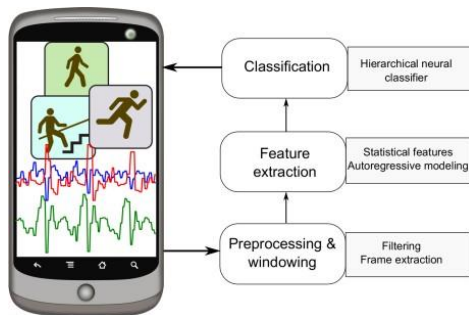 Classification
Hierarchical neural
classifier
Feature
extraction
Statistical features
Autoregressive modeling
Preprocessing &
windowing
Filtering
Frame extraction